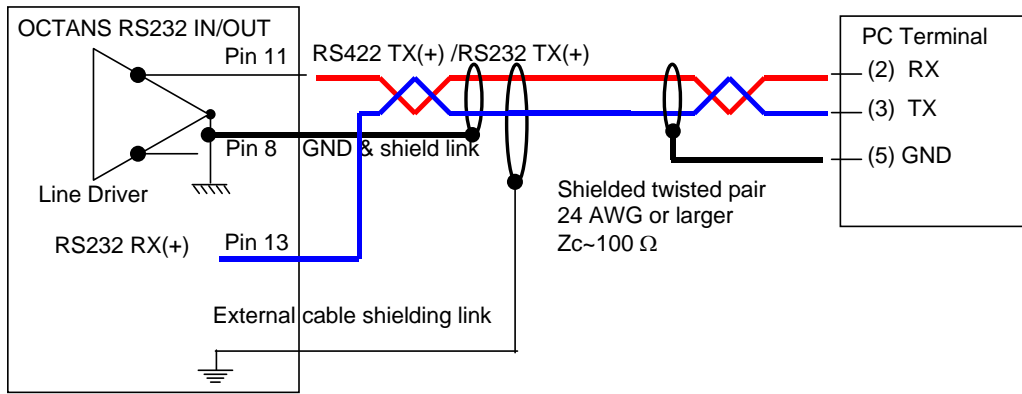 OCTANS RS232 IN/OUT
Pin 11
RS422 TX(+) /RS232 TX(+)
Pin 8
GND & shield link
Line Driver
RS232 RX(+)
Pin 13
External cable shielding link
Shielded twisted pair
24 AWG or larger
Zc~100 Ω
PC Terminal
(2) RX
(3) TX
(5) GND